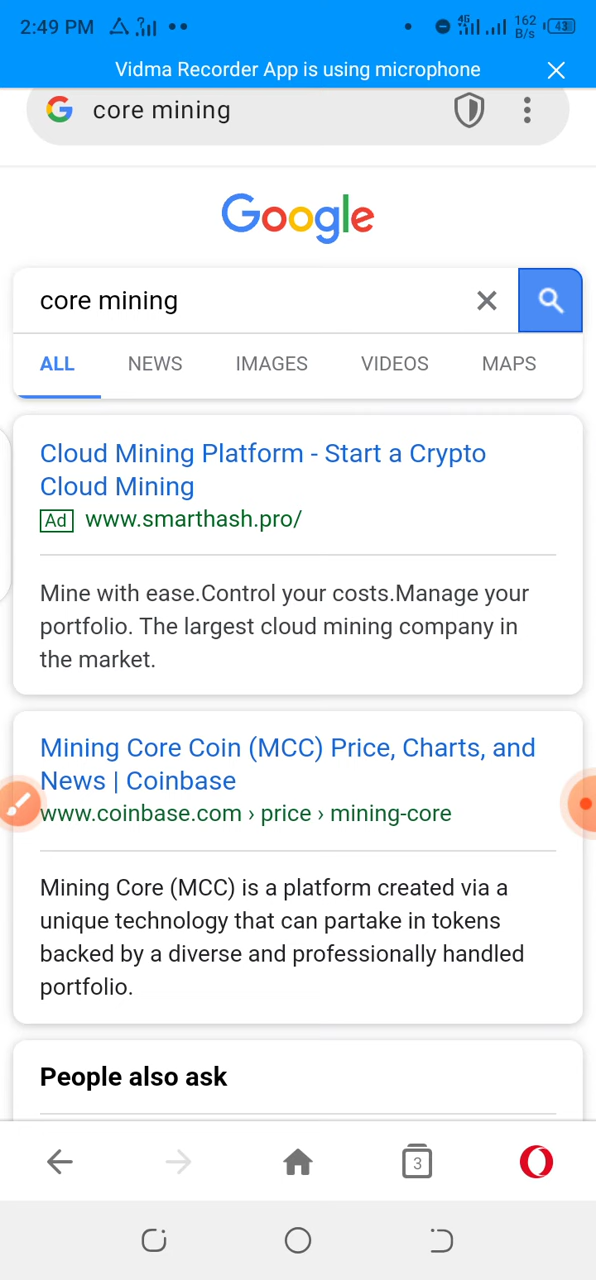 2:49 PM 4G 162 B/s 43
Vidma Recorder App is using microphone
core mining
Google
core mining
ALL NEWS IMAGES VIDEOS MAPS
Cloud Mining Platform - Start a Crypto
Cloud Mining
Ad www.smarthash.pro/
Mine with ease.Control your costs.Manage your
portfolio. The largest cloud mining company in
the market.
Mining Core Coin (MCC) Price, Charts, and
News | Coinbase
www.coinbase.com › price › mining-core
Mining Core (MCC) is a platform created via a
unique technology that can partake in tokens
backed by a diverse and professionally handled
portfolio.
People also ask
3